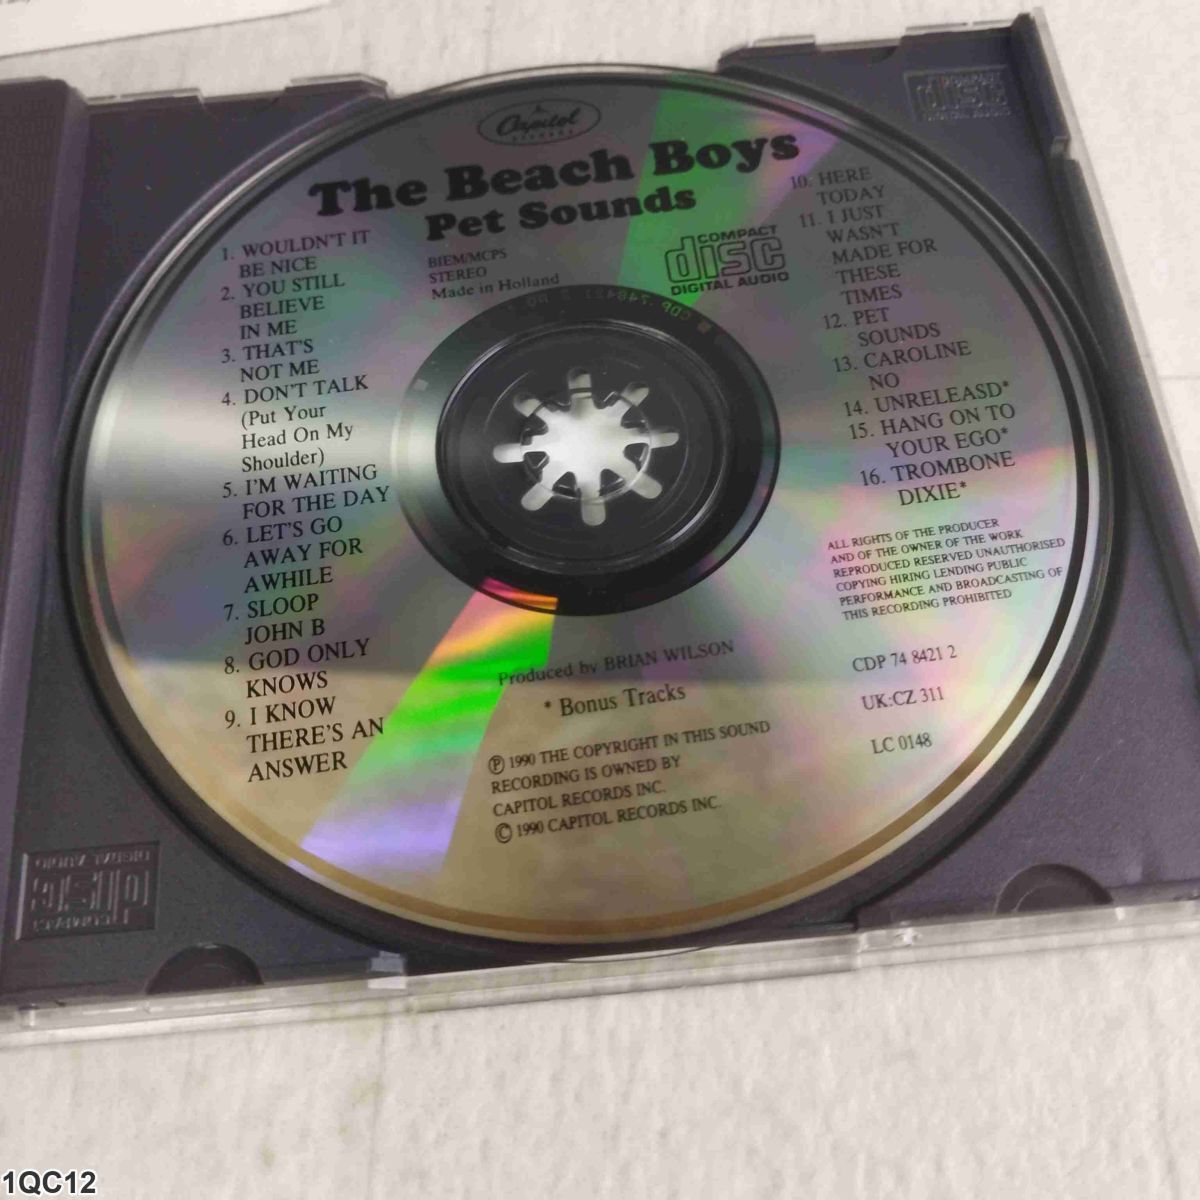 Capitol
RECORDS
The Beach Boys
Pet Sounds
BIEM/MCPS
STEREO
Made in Holland
COMPACT
disc
DIGITAL AUDIO
1. WOULDN'T IT
BE NICE
2. YOU STILL
BELIEVE
IN ME
3. THAT'S
NOT ME
4. DON'T TALK
(Put Your
Head On My
Shoulder)
5. I'M WAITING
FOR THE DAY
6. LET'S GO
AWAY FOR
AWHILE
7. SLOOP
JOHN B
8. GOD ONLY
KNOWS
9. I KNOW
THERE'S AN
ANSWER
10. HERE
TODAY
11. I JUST
WASN'T
MADE FOR
THESE
TIMES
12. PET
SOUNDS
13. CAROLINE
NO
14. UNRELEASD*
15. HANG ON TO
YOUR EGO*
16. TROMBONE
DIXIE*
ALL RIGHTS OF THE PRODUCER
AND OF THE OWNER OF THE WORK
REPRODUCED RESERVED UNAUTHORISED
COPYING HIRING LENDING PUBLIC
PERFORMANCE AND BROADCASTING OF
THIS RECORDING PROHIBITED
Produced by BRIAN WILSON
* Bonus Tracks
℗ 1990 THE COPYRIGHT IN THIS SOUND
RECORDING IS OWNED BY
CAPITOL RECORDS INC.
© 1990 CAPITOL RECORDS INC.
CDP 74 8421 2
UK:CZ 311
LC 0148
COMPACT
disc
DIGITAL AUDIO
COMPACT
disc
DIGITAL AUDIO
1QC12